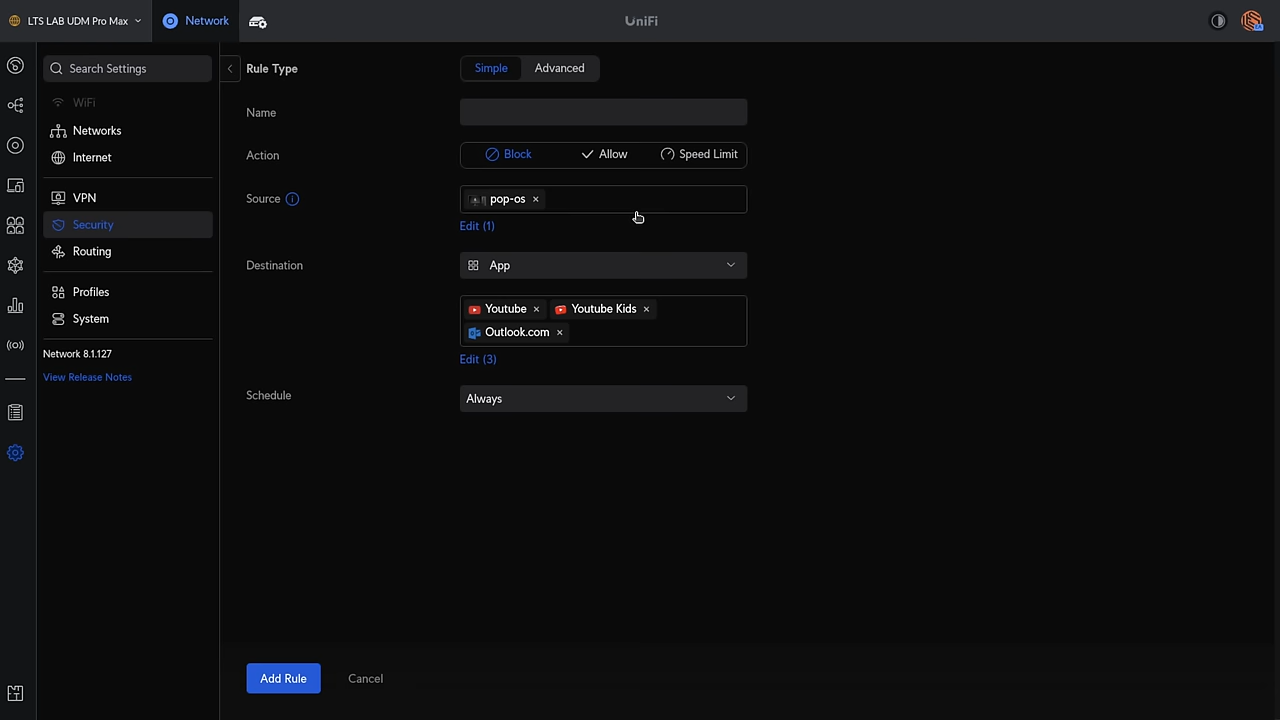 LTS LAB UDM Pro Max
Network
UniFi
Search Settings
WiFi
Networks
Internet
VPN
Security
Routing
Profiles
System
Network 8.1.127
View Release Notes
Rule Type
Simple
Advanced
Name
Action
Block
Allow
Speed Limit
Source
pop-os
Edit (1)
Destination
App
Youtube
Youtube Kids
Outlook.com
Edit (3)
Schedule
Always
Add Rule
Cancel